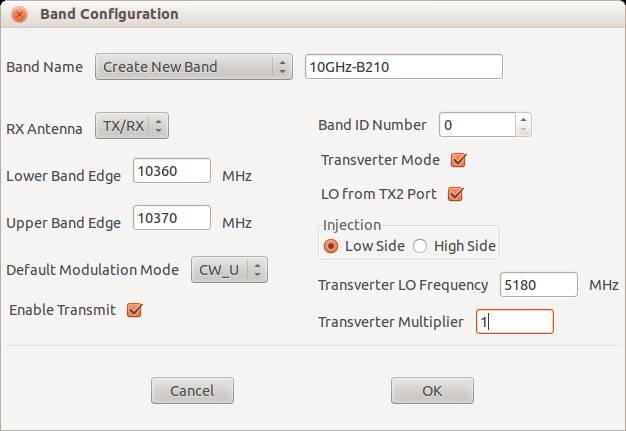 Band Configuration
Band Name Create New Band 10GHz-B210
RX Antenna TX/RX
Lower Band Edge 10360 MHz
Upper Band Edge 10370 MHz
Default Modulation Mode CW_U
Enable Transmit
Band ID Number 0
Transverter Mode
LO from TX2 Port
Injection
Low Side High Side
Transverter LO Frequency 5180 MHz
Transverter Multiplier 1
Cancel OK